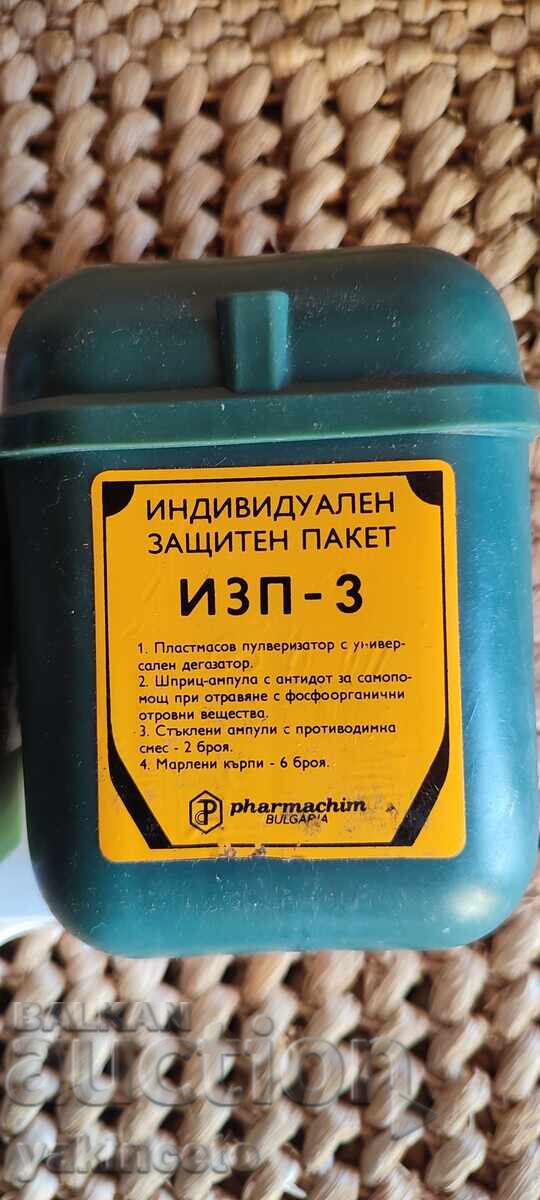 ИНДИВИДУАЛЕН
ЗАЩИТЕН ПАКЕТ
ИЗП-3
1. Пластмасов пулверизатор с универ-
сален дегазатор.
2. Шприц-ампула с антидот за самопо-
мощ при отравяне с фосфоорганични
отровни вещества.
3. Стъклени ампули с противодимна
смес - 2 броя.
4. Марлени кърпи - 6 броя.
pharmachim
BULGARIA
BALKAN
auction
yakinceto